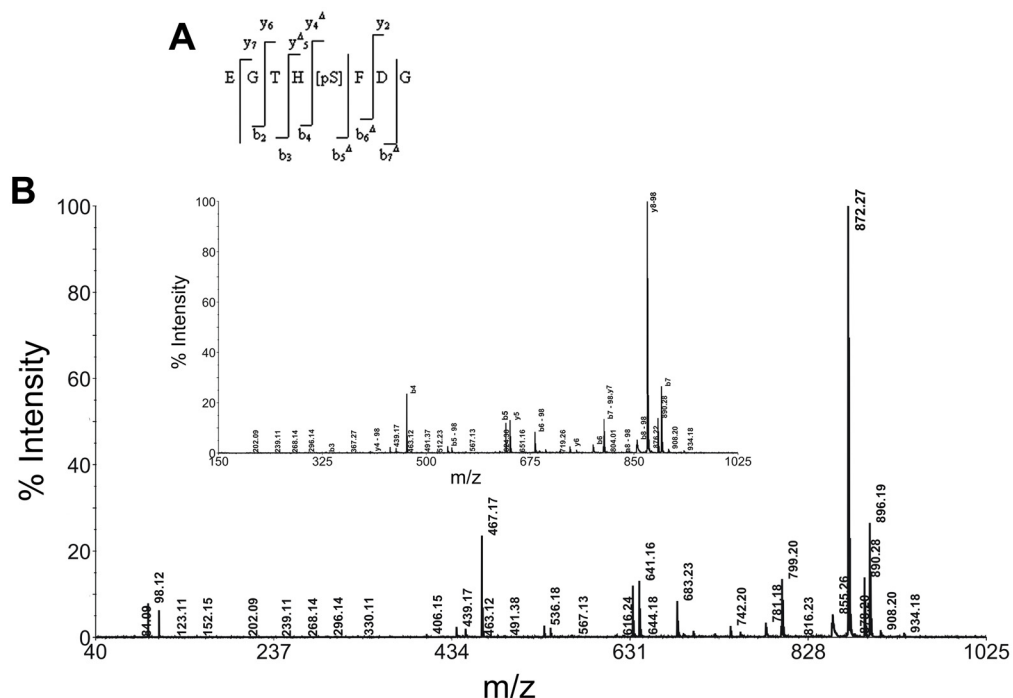 A
y6 y4Δ y2
y7 yΔ5
E G T H [pS] F D G
b2 b4 b6Δ
b3 b5Δ b7Δ
B
% Intensity
100
80
60
40
20
0
40 237 434 631 828 1025
m/z
84.09
98.12
123.11
152.15
202.09
239.11
268.14
296.14
330.11
406.15
439.17
467.17
463.12
491.38
536.18
567.13
616.24
641.16
644.18
683.23
742.20
781.18
799.20
816.23
855.26
872.27
896.19
890.28
908.20
934.18
% Intensity
100
80
60
40
20
0
150 325 500 675 850 1025
m/z
202.09
239.11
268.14
296.14
b3
367.27
y4 - 98
439.17
b4
463.12
491.37
512.23
b5 - 98
567.13
b5
y5
651.16
b6 - 98
719.26
y6
b6
b7 - 98.y7
b8 - 98
y8-98
876.22
b7
890.28
908.20
934.18